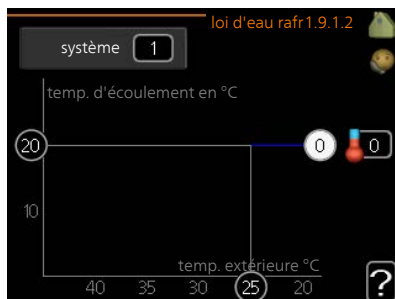 loi d'eau rafr1.9.1.2
système 1
temp. d'écoulement en °C
20
0
0
10
temp. extérieure °C
40 35 30 25 20
?